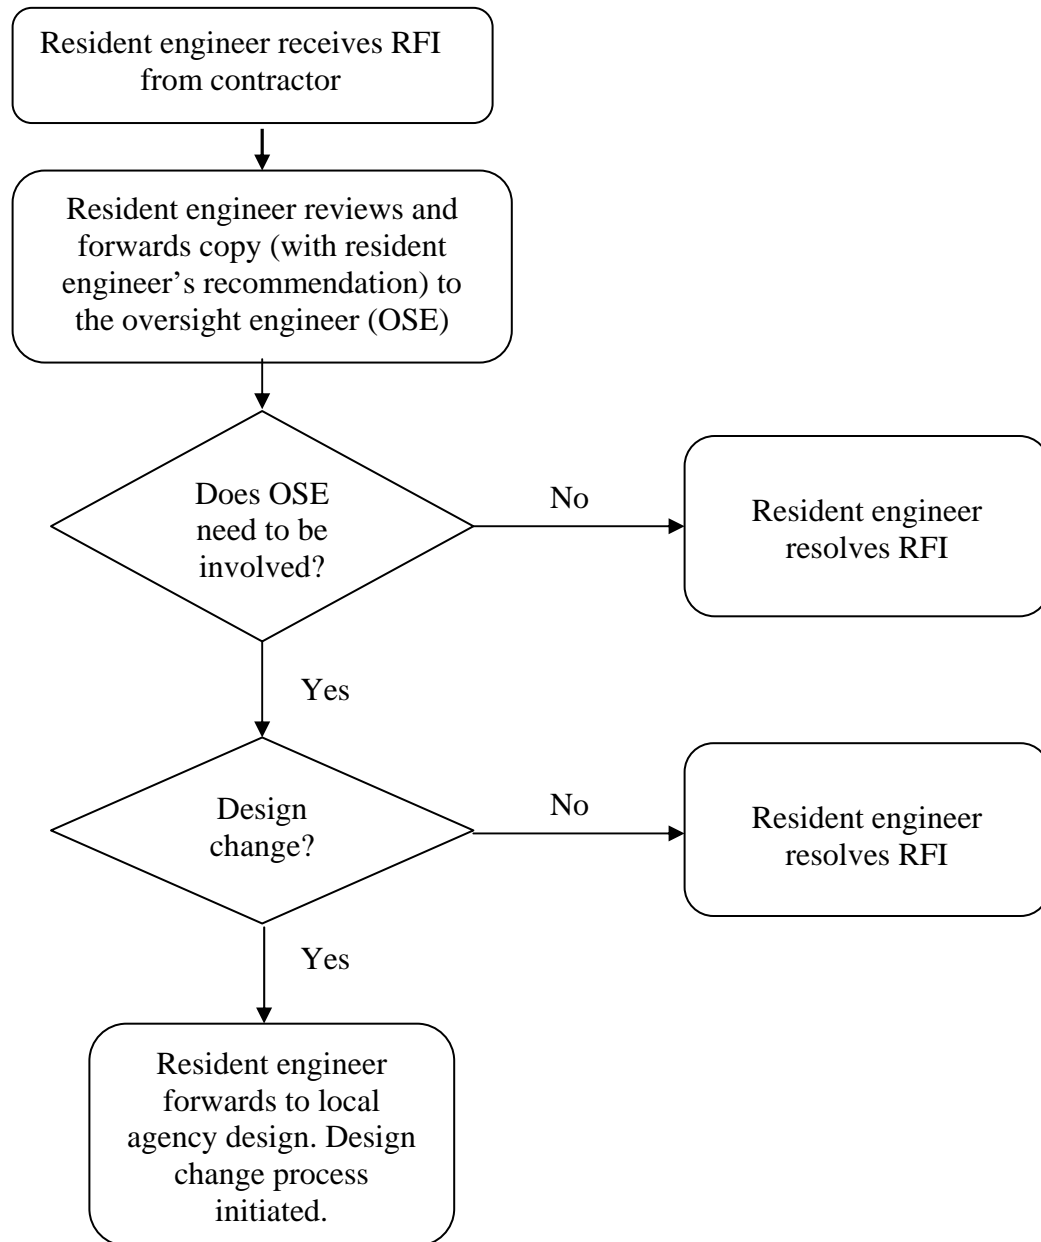 Resident engineer receives RFI
from contractor
Resident engineer reviews and
forwards copy (with resident
engineer’s recommendation) to
the oversight engineer (OSE)
Does OSE
need to be
involved?
No
Resident engineer
resolves RFI
Yes
Design
change?
No
Resident engineer
resolves RFI
Yes
Resident engineer
forwards to local
agency design. Design
change process
initiated.